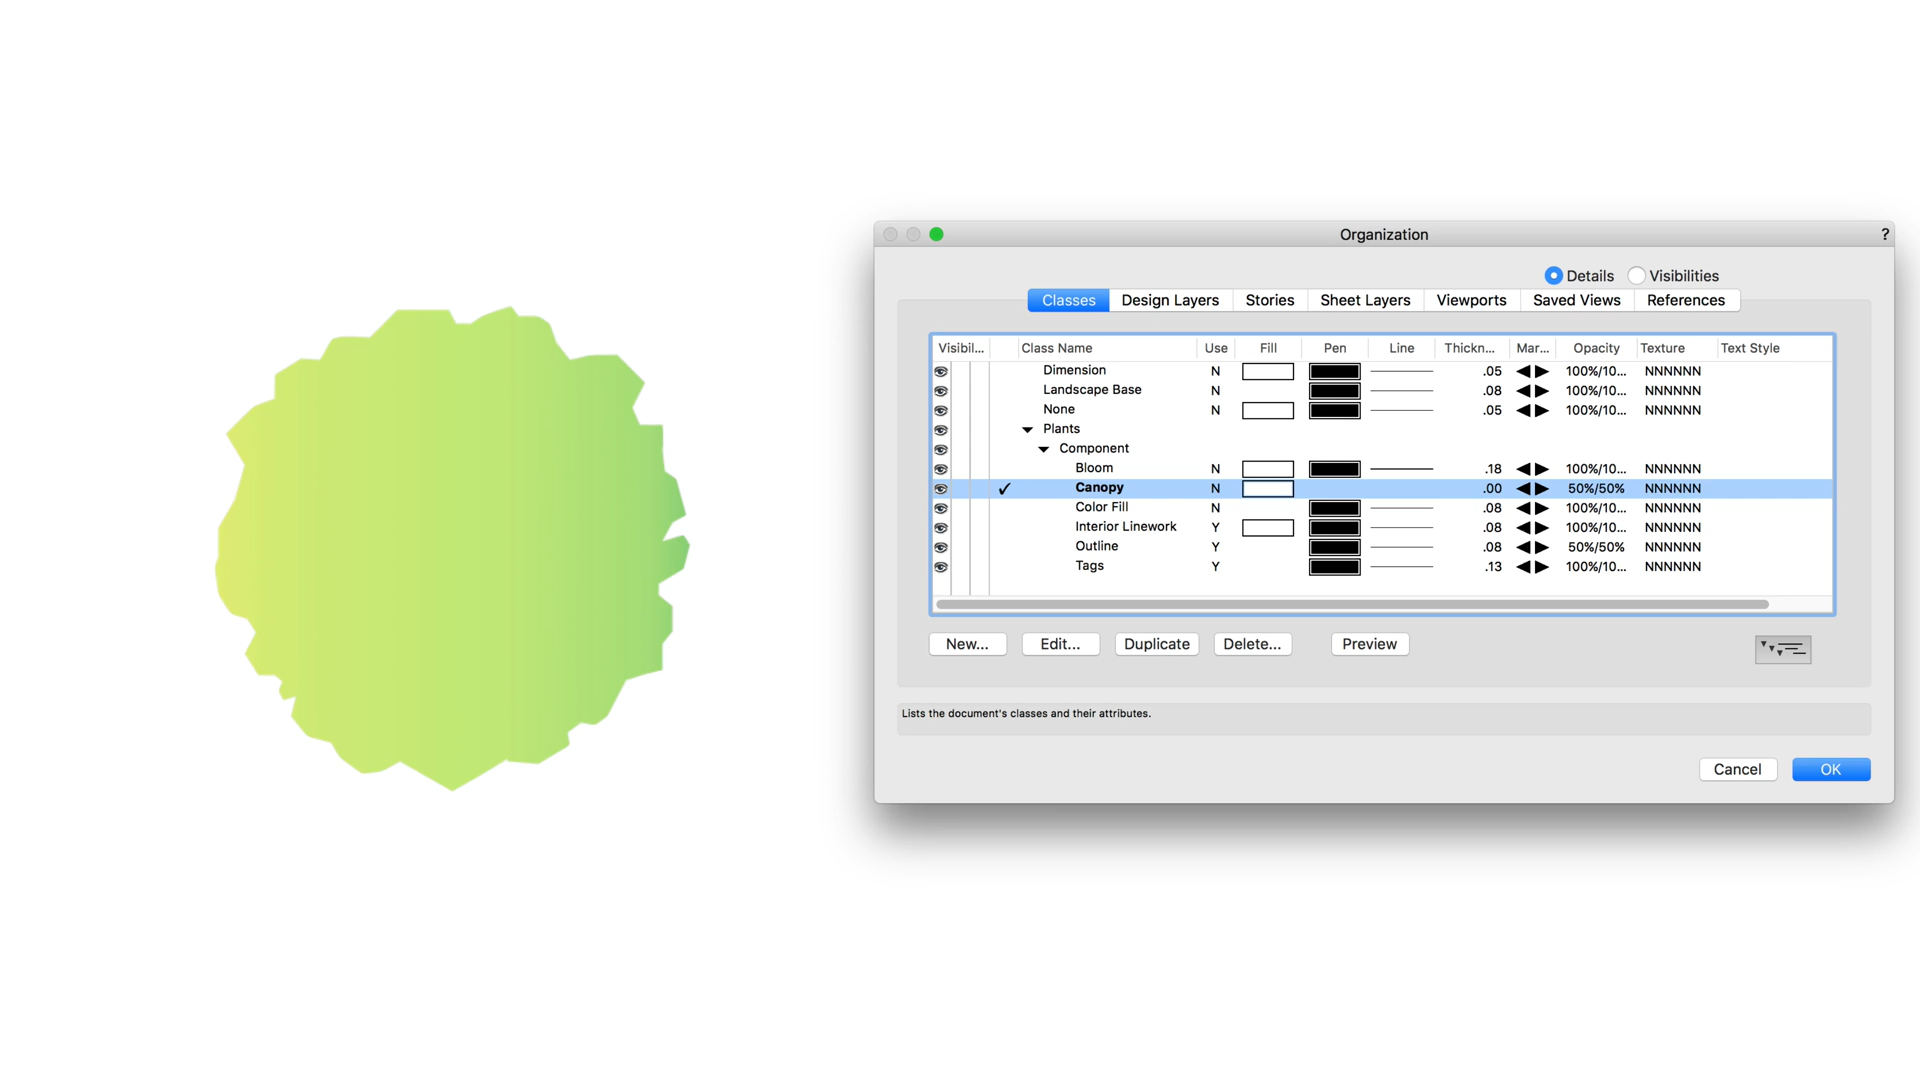 Organization ?
Details Visibilities
Classes Design Layers Stories Sheet Layers Viewports Saved Views References
Visibil... Class Name Use Fill Pen Line Thickn... Mar... Opacity Texture Text Style
Dimension N .05 100%/10... NNNNNN
Landscape Base N .08 100%/10... NNNNNN
None N .05 100%/10... NNNNNN
Plants
Component
Bloom N .18 100%/10... NNNNNN
✓ Canopy N .00 50%/50% NNNNNN
Color Fill N .08 100%/10... NNNNNN
Interior Linework Y .08 100%/10... NNNNNN
Outline Y .08 50%/50% NNNNNN
Tags Y .13 100%/10... NNNNNN
New... Edit... Duplicate Delete... Preview
Lists the document's classes and their attributes.
Cancel OK